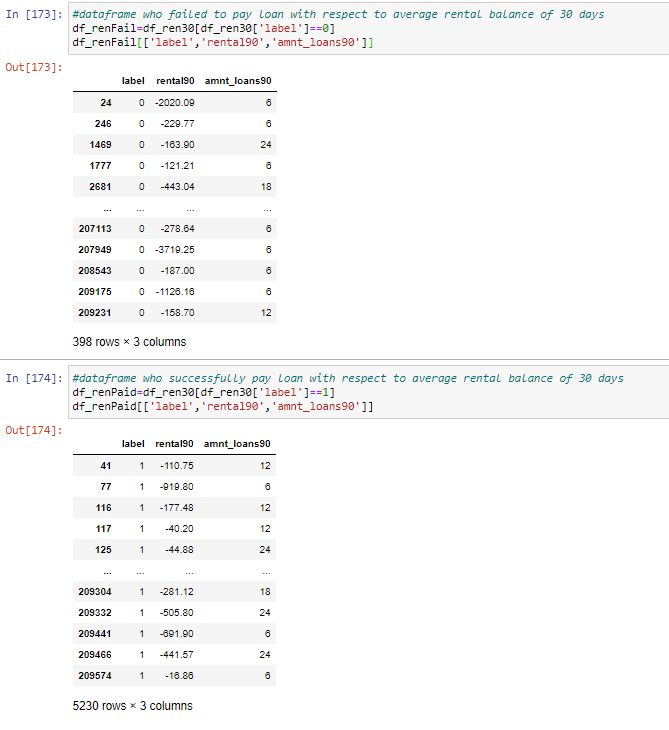 In [173]: #dataframe who failed to pay loan with respect to average rental balance of 30 days
df_renFail=df_ren30[df_ren30['label']==0]
df_renFail[['label','rental90','amnt_loans90']]
Out[173]:
label rental90 amnt_loans90
24 0 -2020.09 6
246 0 -229.77 6
1469 0 -163.90 24
1777 0 -121.21 6
2681 0 -443.04 18
... ... ... ...
207113 0 -278.64 6
207949 0 -3719.25 6
208543 0 -187.00 6
209175 0 -1126.16 6
209231 0 -158.70 12
398 rows × 3 columns
In [174]: #dataframe who successfully pay loan with respect to average rental balance of 30 days
df_renPaid=df_ren30[df_ren30['label']==1]
df_renPaid[['label','rental90','amnt_loans90']]
Out[174]:
label rental90 amnt_loans90
41 1 -110.75 12
77 1 -919.80 6
116 1 -177.48 12
117 1 -40.20 12
125 1 -44.88 24
... ... ... ...
209304 1 -281.12 18
209332 1 -505.80 24
209441 1 -691.90 6
209466 1 -441.57 24
209574 1 -16.86 6
5230 rows × 3 columns